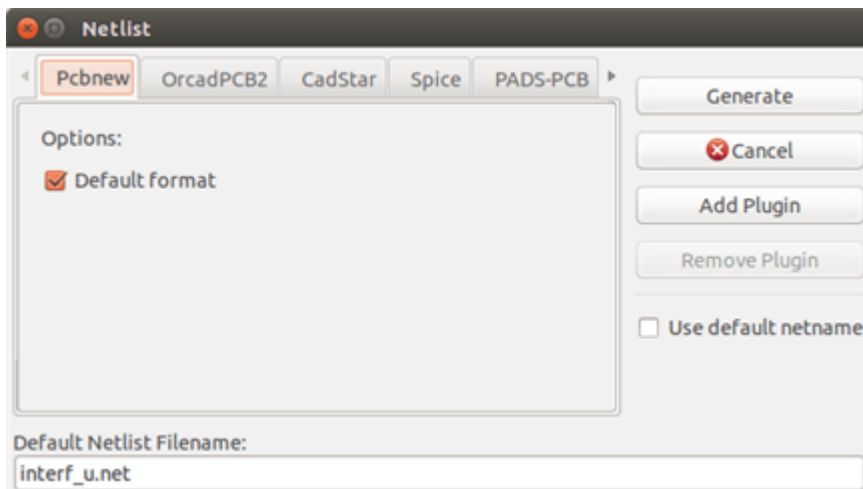 Netlist
Pcbnew OrcadPCB2 CadStar Spice PADS-PCB
Generate
Options:
Cancel
Default format
Add Plugin
Remove Plugin
Use default netname
Default Netlist Filename:
interf_u.net